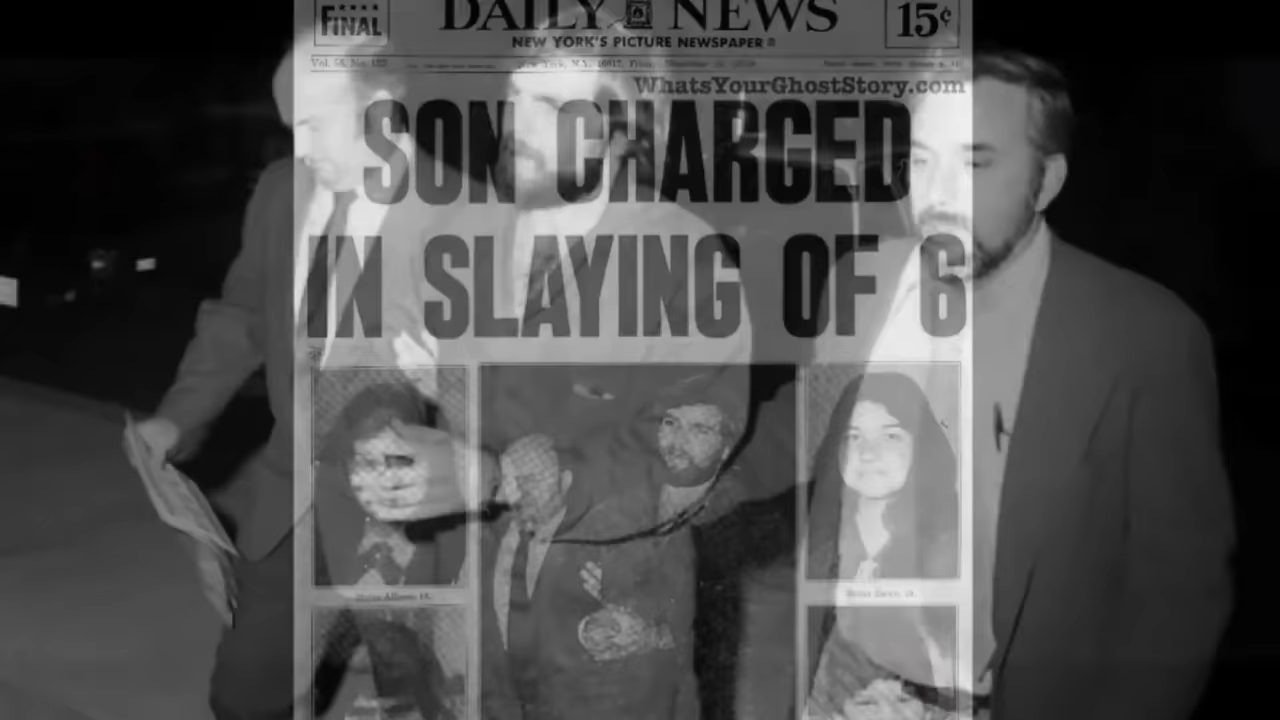 FINAL
DAILY NEWS
15¢
NEW YORK'S PICTURE NEWSPAPER
WhatsYourGhostStory.com
SON CHARGED
IN SLAYING OF 6